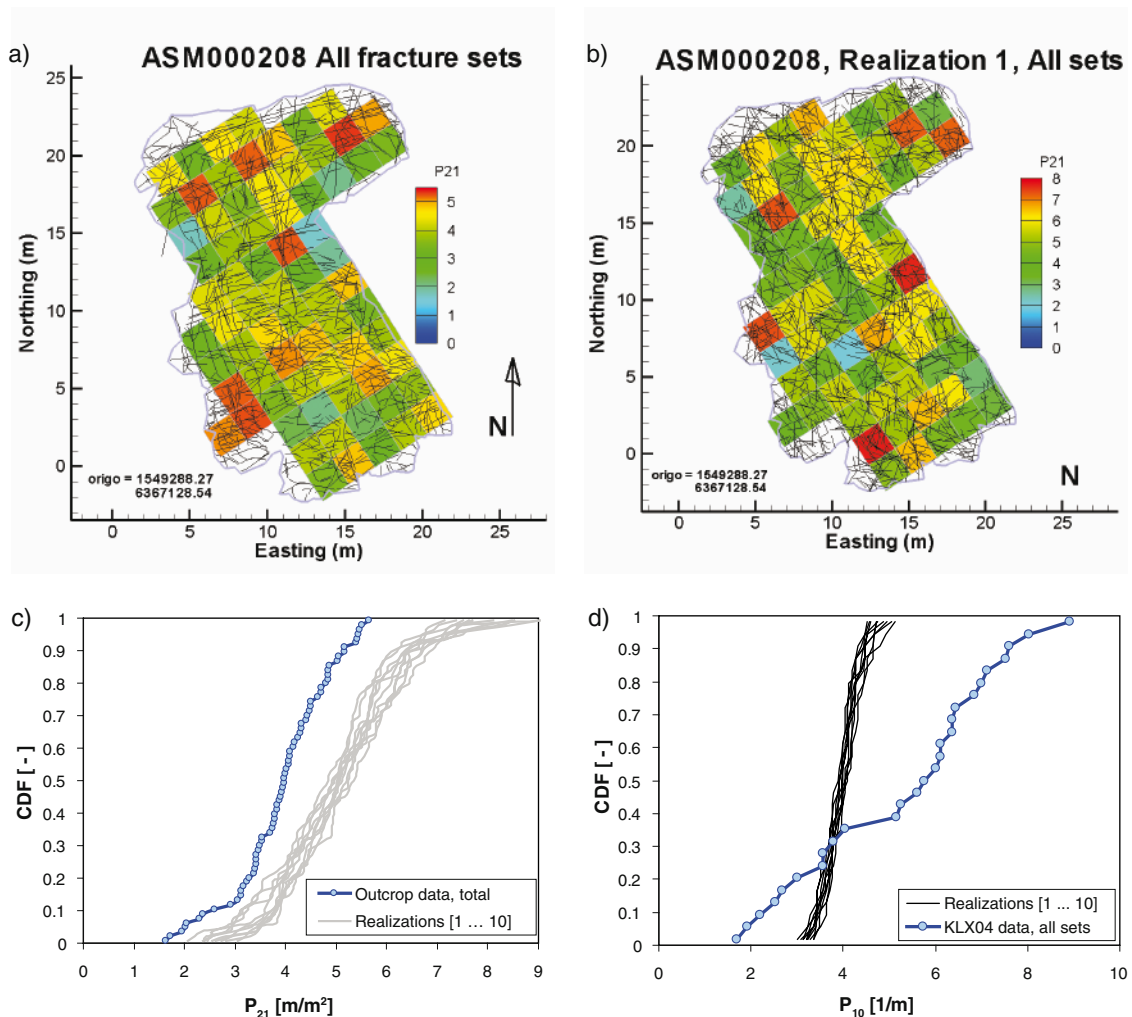 a)
ASM000208 All fracture sets
25
20
15
10
5
0
Northing (m)
P21
5
4
3
2
1
0
N
origo = 1549288.27
6367128.54
0 5 10 15 20 25
Easting (m)
b)
ASM000208, Realization 1, All sets
25
20
15
10
5
0
Northing (m)
P21
8
7
6
5
4
3
2
1
0
N
origo = 1549288.27
6367128.54
0 5 10 15 20 25
Easting (m)
c)
1
0.9
0.8
0.7
0.6
0.5
0.4
0.3
0.2
0.1
0
CDF [ - ]
Outcrop data, total
Realizations [1 ... 10]
0 1 2 3 4 5 6 7 8 9
P21 [m/m²]
d)
1
0.9
0.8
0.7
0.6
0.5
0.4
0.3
0.2
0.1
0
CDF [ - ]
Realizations [1 ... 10]
KLX04 data, all sets
0 2 4 6 8 10
P10 [1/m]